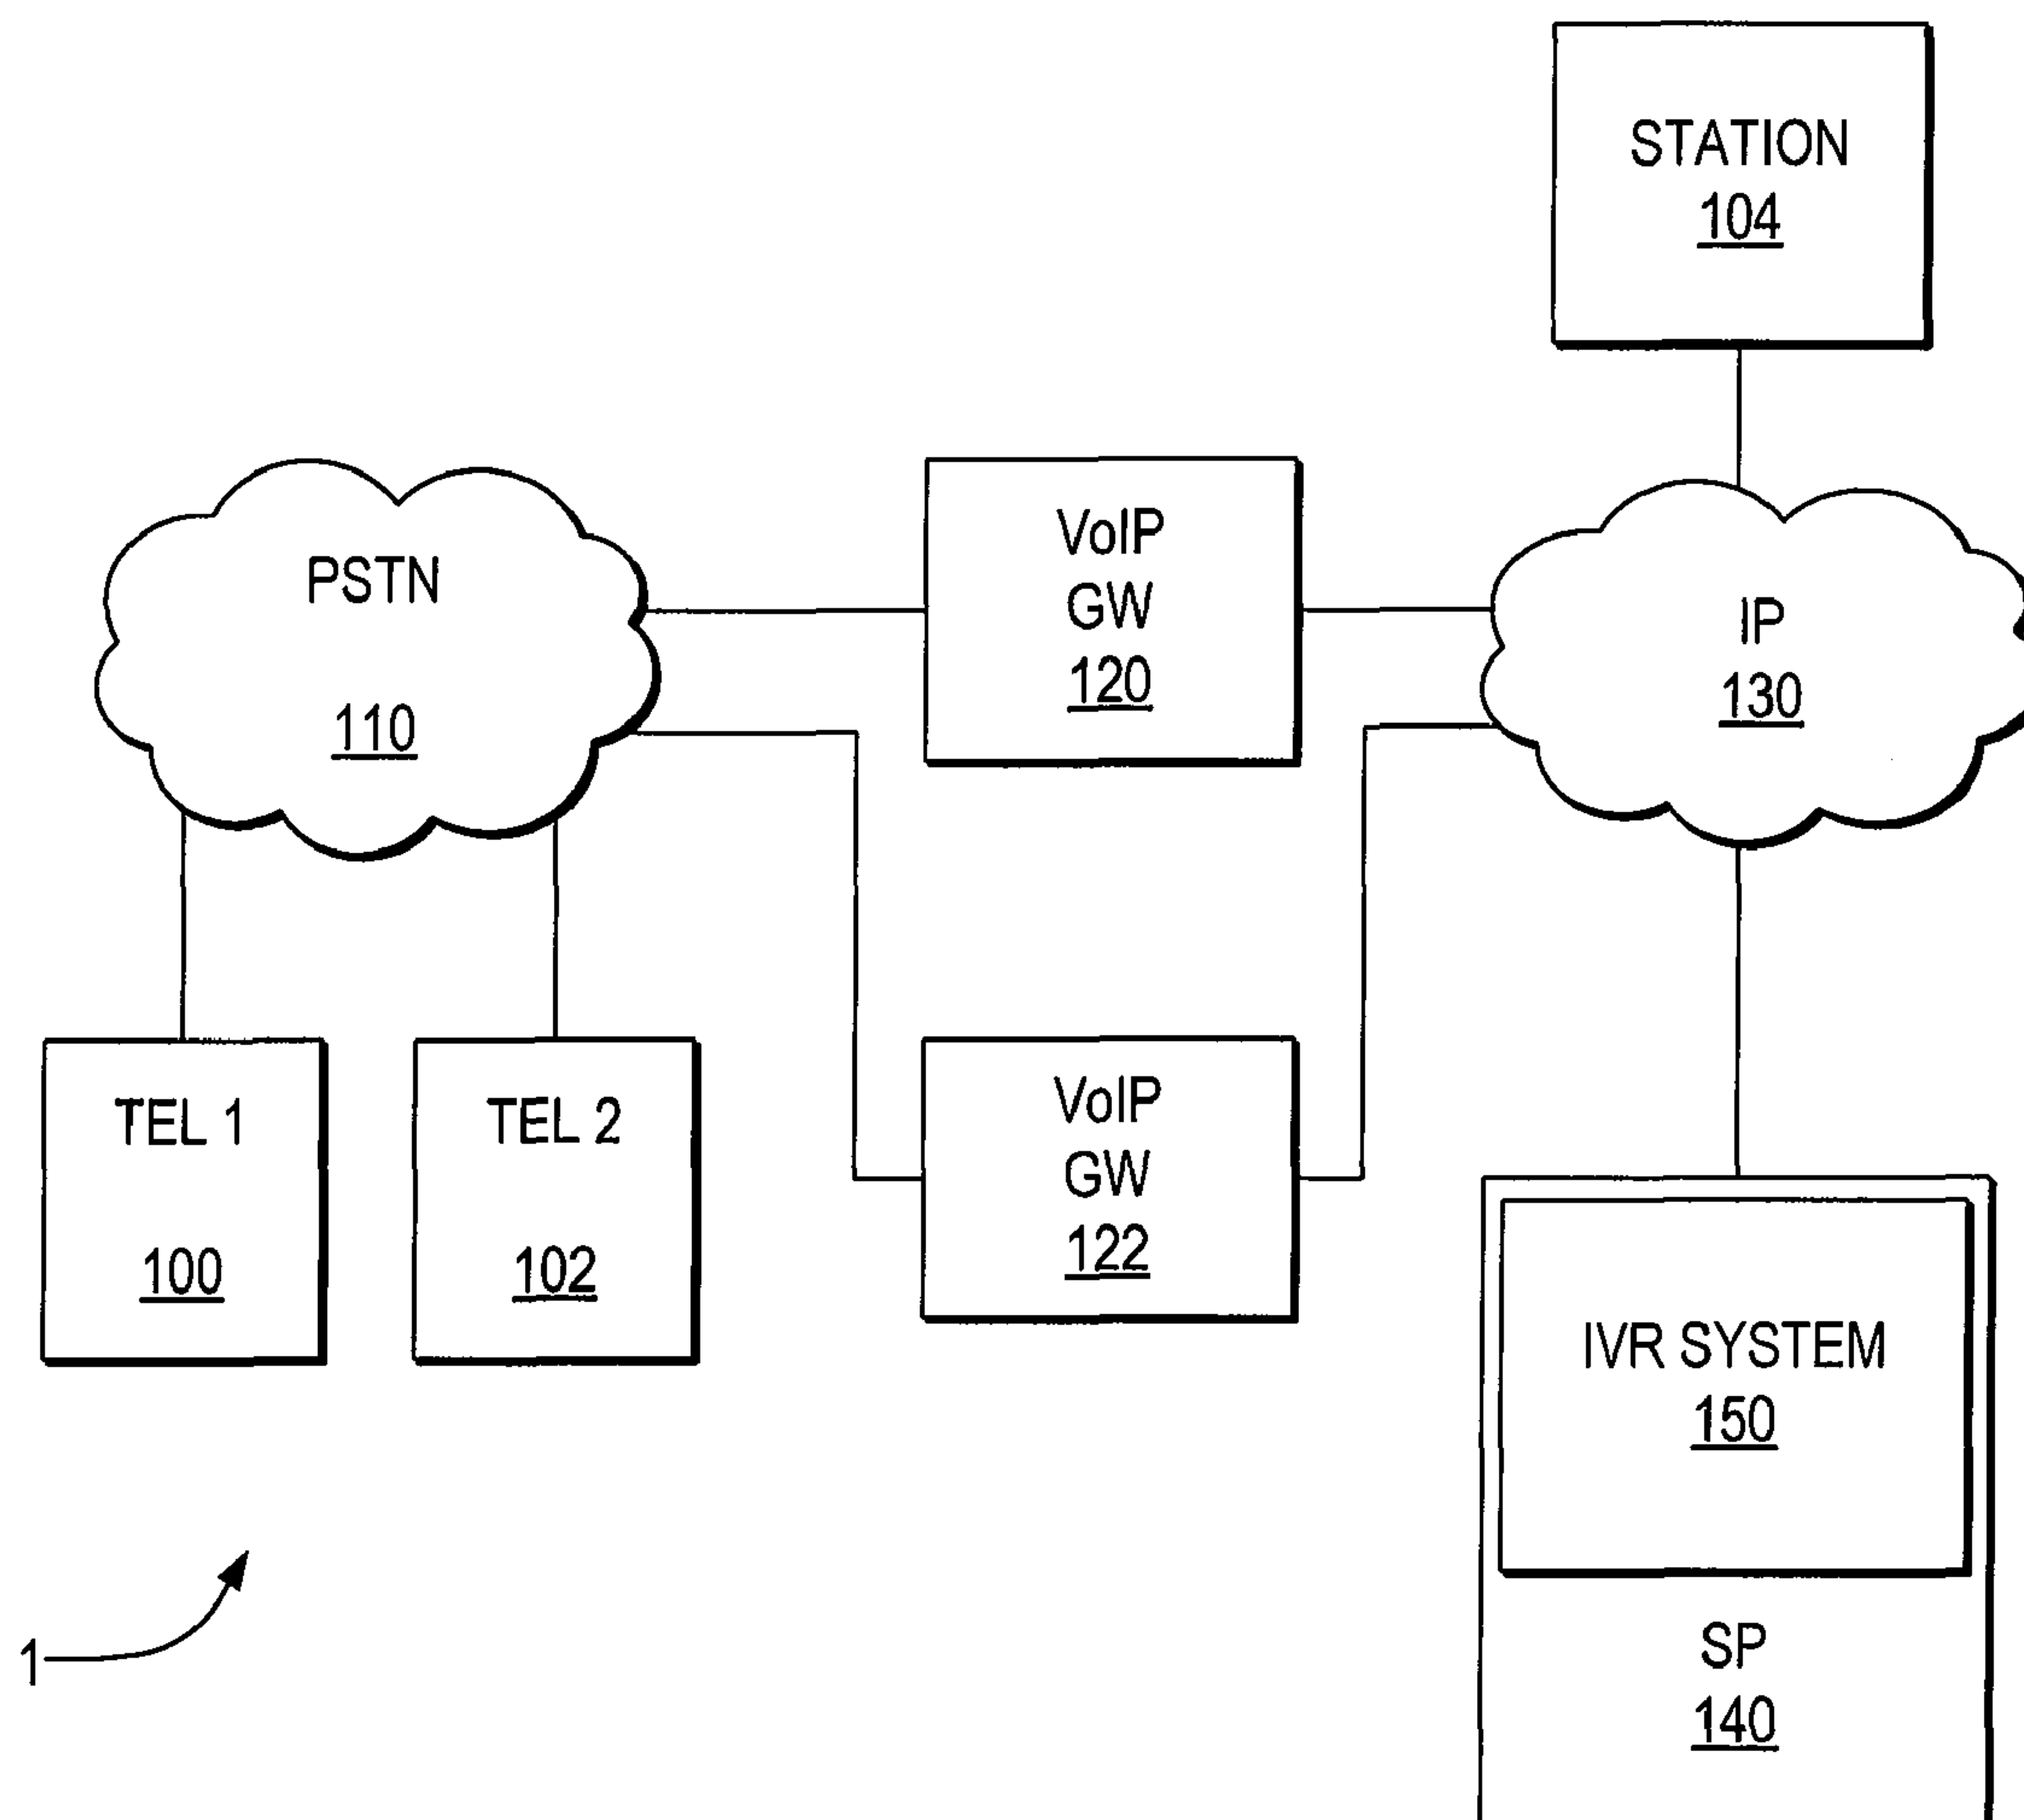 STATION
104
VoIP
GW
120
PSTN
110
IP
130
TEL 1
100
TEL 2
102
VoIP
GW
122
IVR SYSTEM
150
SP
140
1